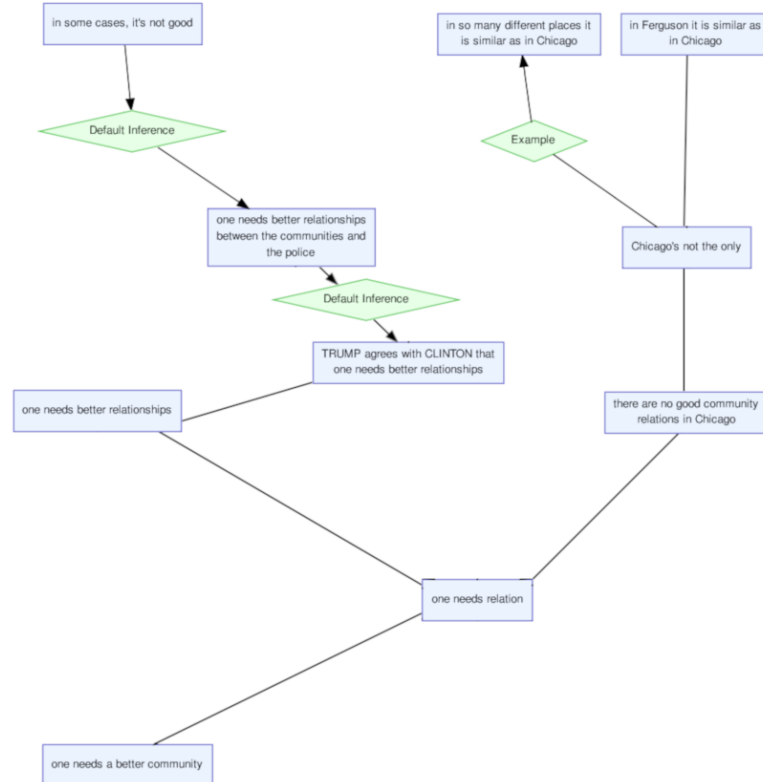 in some cases, it's not good
in so many different places it
is similar as in Chicago
in Ferguson it is similar as
in Chicago
Default Inference
Example
one needs better relationships
between the communities and
the police
Chicago's not the only
Default Inference
TRUMP agrees with CLINTON that
one needs better relationships
one needs better relationships
there are no good community
relations in Chicago
one needs relation
one needs a better community